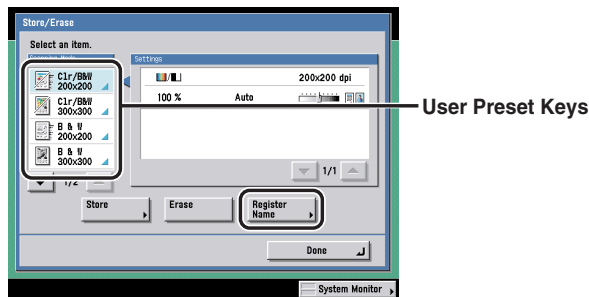 Store/Erase
Select an item.
Settings
Clr/B&W
200x200
200x200 dpi
100 %
Auto
Clr/B&W
300x300
User Preset Keys
B & W
200x200
B & W
300x300
1/1
1/2
Store
Erase
Register
Name
Done
System Monitor